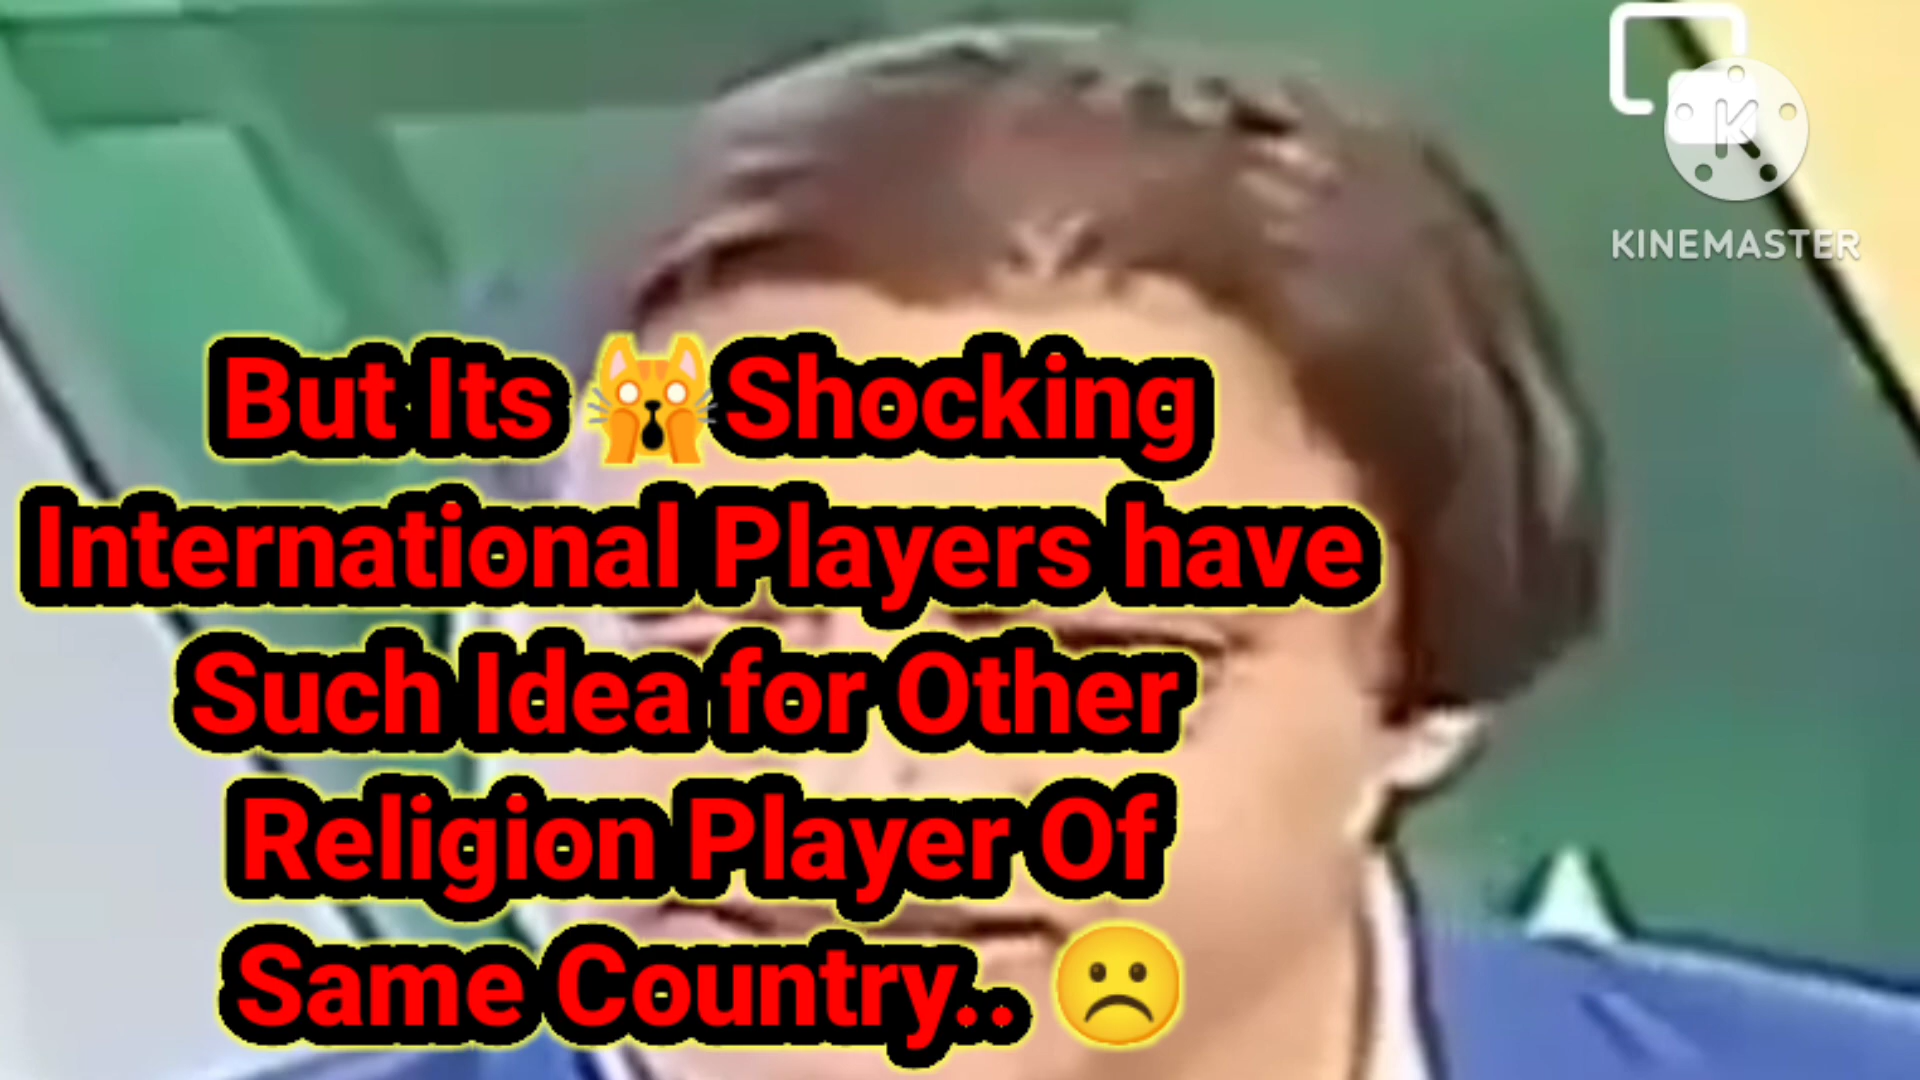 KINEMASTER
But Its 🙀Shocking
International Players have
Such Idea for Other
Religion Player Of
Same Country.. ☹️